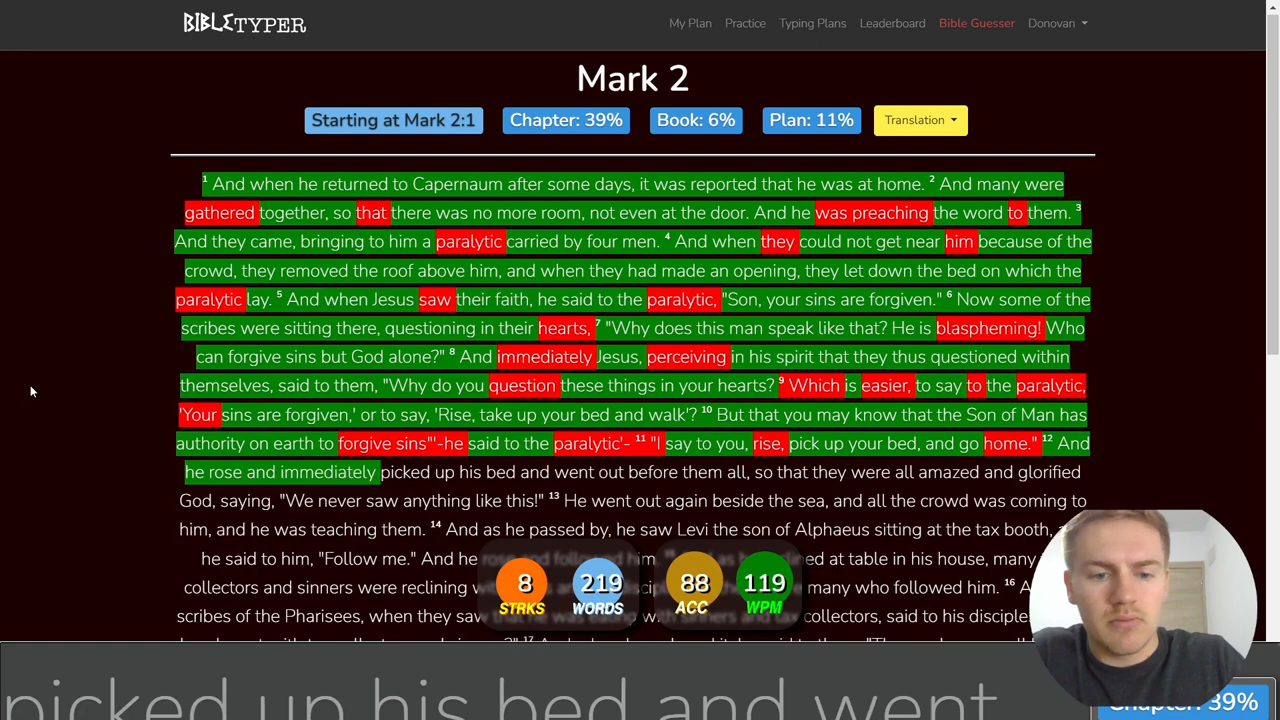 BIBLETYPER
My Plan Practice Typing Plans Leaderboard Bible Guesser Donovan
Mark 2
Starting at Mark 2:1 Chapter: 39% Book: 6% Plan: 11% Translation
1 And when he returned to Capernaum after some days, it was reported that he was at home. 2 And many were
gathered together, so that there was no more room, not even at the door. And he was preaching the word to them. 3
And they came, bringing to him a paralytic carried by four men. 4 And when they could not get near him because of the
crowd, they removed the roof above him, and when they had made an opening, they let down the bed on which the
paralytic lay. 5 And when Jesus saw their faith, he said to the paralytic, "Son, your sins are forgiven." 6 Now some of the
scribes were sitting there, questioning in their hearts, 7 "Why does this man speak like that? He is blaspheming! Who
can forgive sins but God alone?" 8 And immediately Jesus, perceiving in his spirit that they thus questioned within
themselves, said to them, "Why do you question these things in your hearts? 9 Which is easier, to say to the paralytic,
'Your sins are forgiven,' or to say, 'Rise, take up your bed and walk'? 10 But that you may know that the Son of Man has
authority on earth to forgive sins"'-he said to the paralytic'- 11 "I say to you, rise, pick up your bed, and go home." 12 And
he rose and immediately picked up his bed and went out before them all, so that they were all amazed and glorified
God, saying, "We never saw anything like this!" 13 He went out again beside the sea, and all the crowd was coming to
him, and he was teaching them. 14 And as he passed by, he saw Levi the son of Alphaeus sitting at the tax booth,
he said to him, "Follow me." And he rose and followed him. at table in his house, many
collectors and sinners were reclining many who followed him. 16
scribes of the Pharisees, when they saw collectors, said to his
8 219 88 119
STRKS WORDS ACC WPM
picked up his bed and went
Chapter: 39%